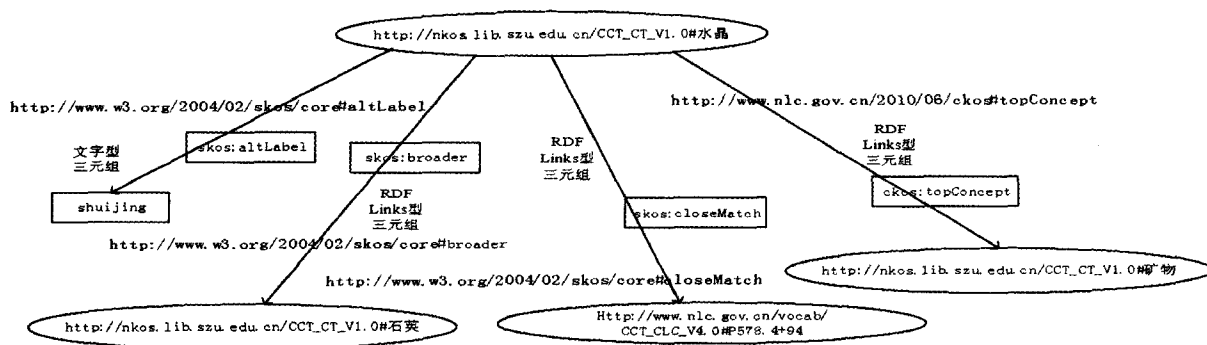 http://nkos.lib.szu.edu.cn/CCT_CT_V1.0#水晶
http://www.w3.org/2004/02/skos/core#altLabel
http://www.nlc.gov.cn/2010/06/ckos#topConcept
文字型
三元组
skos:altLabel
skos:broader
RDF
Links型
三元组
RDF
Links型
三元组
shuijing
RDF
Links型
三元组
skos:closeMatch
ckos:topConcept
http://www.w3.org/2004/02/skos/core#broader
http://www.w3.org/2004/02/skos/core#closeMatch
http://nkos.lib.szu.edu.cn/CCT_CT_V1.0#矿物
http://nkos.lib.szu.edu.cn/CCT_CT_V1.0#石英
Http://www.nlc.gov.cn/vocab/
CCT_CLC_V4.0#P578.4+94